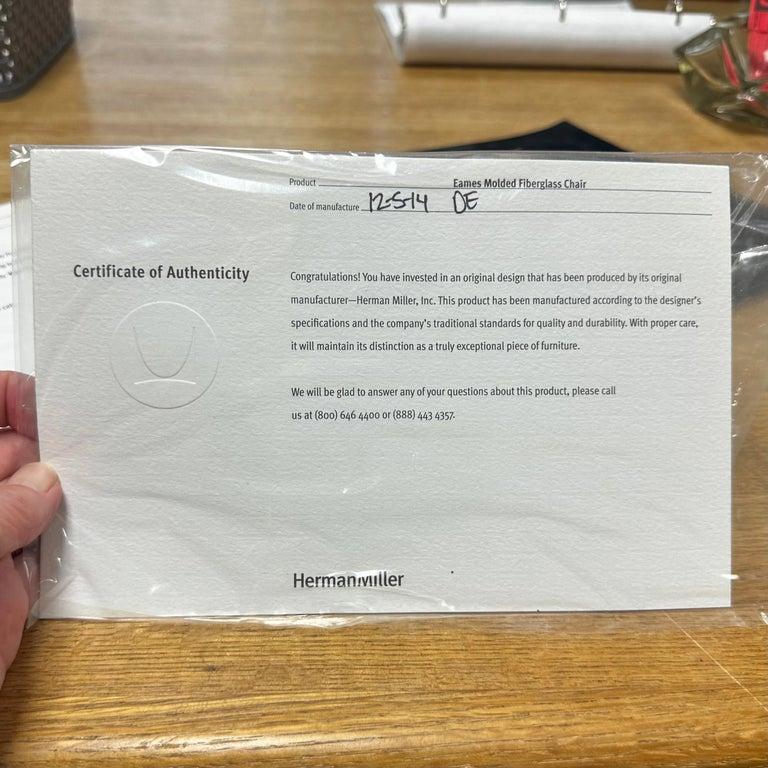 Product Eames Molded Fiberglass Chair
Date of manufacture 12-5-14 DE
Certificate of Authenticity
Congratulations! You have invested in an original design that has been produced by its original
manufacturer—Herman Miller, Inc. This product has been manufactured according to the designer's
specifications and the company's traditional standards for quality and durability. With proper care,
it will maintain its distinction as a truly exceptional piece of furniture.
We will be glad to answer any of your questions about this product, please call
us at (800) 646 4400 or (888) 443 4357.
HermanMiller